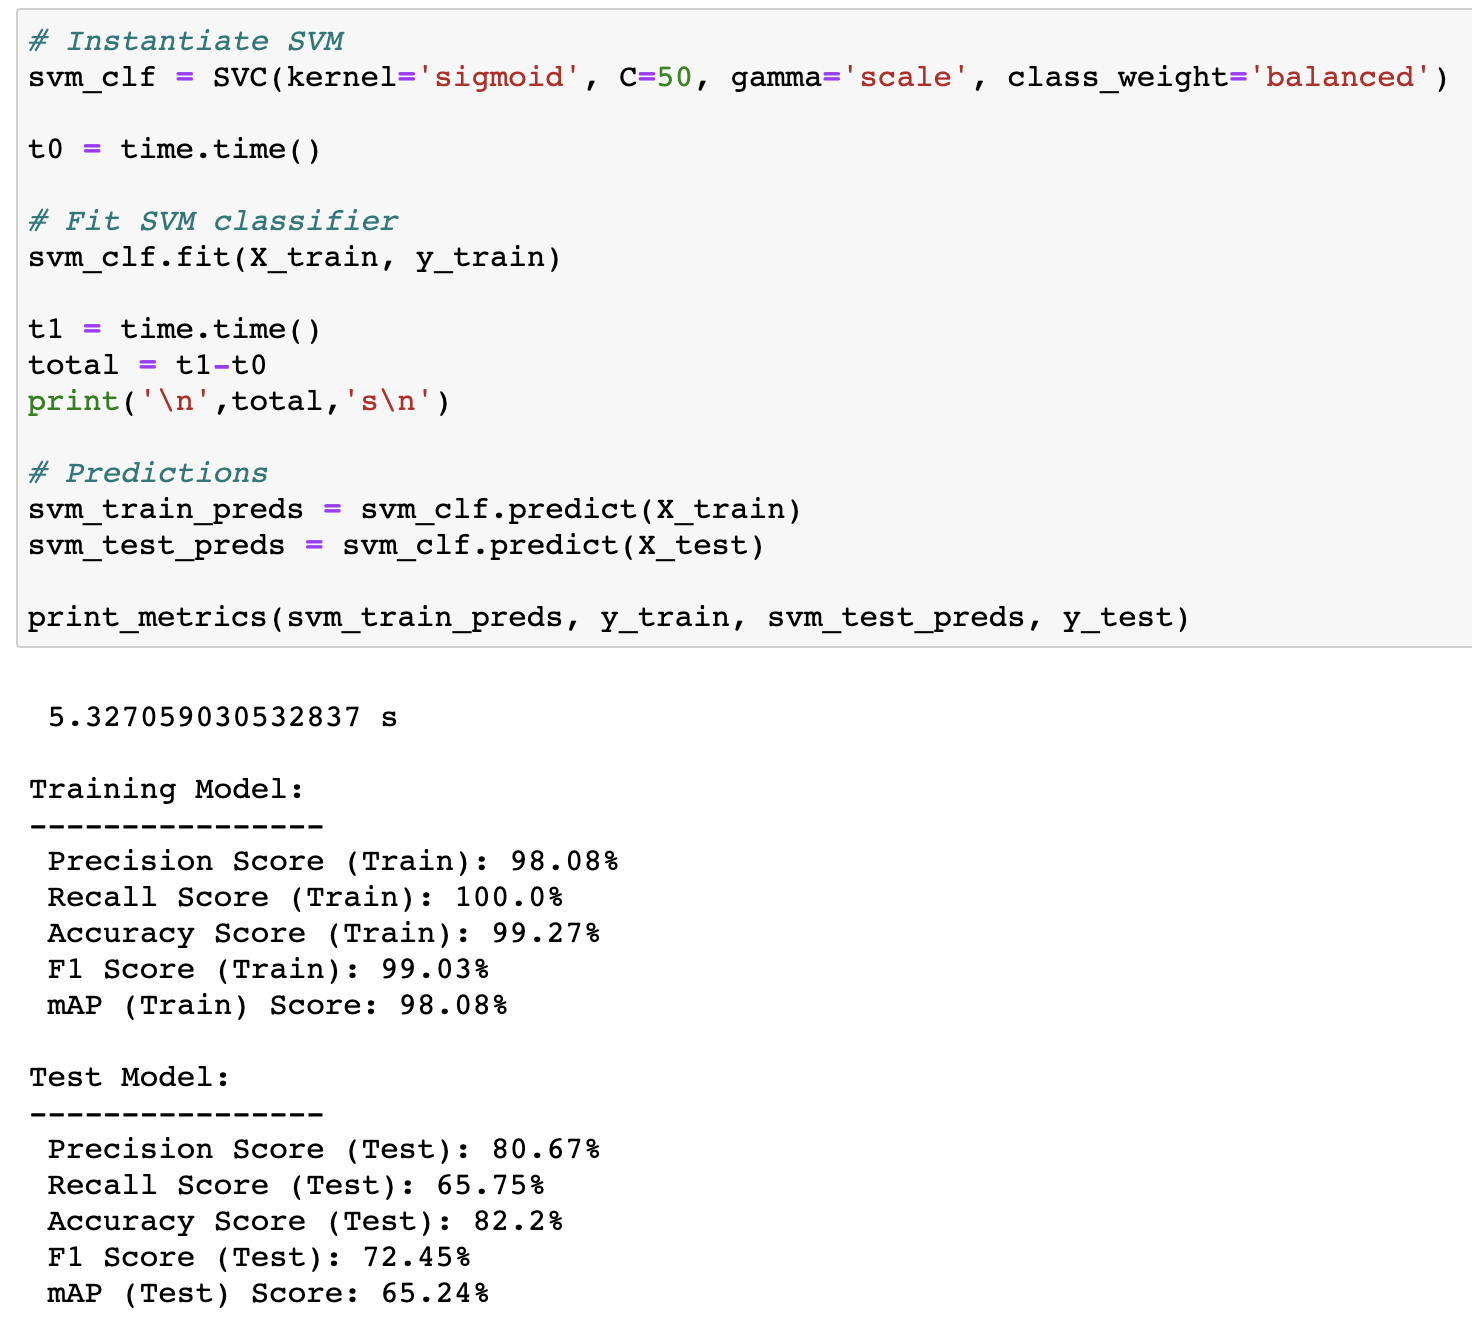 # Instantiate SVM
svm_clf = SVC(kernel='sigmoid', C=50, gamma='scale', class_weight='balanced')
t0 = time.time()
# Fit SVM classifier
svm_clf.fit(X_train, y_train)
t1 = time.time()
total = t1-t0
print('\n',total,'s\n')
# Predictions
svm_train_preds = svm_clf.predict(X_train)
svm_test_preds = svm_clf.predict(X_test)
print_metrics(svm_train_preds, y_train, svm_test_preds, y_test)
5.327059030532837 s
Training Model:
----------------
Precision Score (Train): 98.08%
Recall Score (Train): 100.0%
Accuracy Score (Train): 99.27%
F1 Score (Train): 99.03%
mAP (Train) Score: 98.08%
Test Model:
----------------
Precision Score (Test): 80.67%
Recall Score (Test): 65.75%
Accuracy Score (Test): 82.2%
F1 Score (Test): 72.45%
mAP (Test) Score: 65.24%